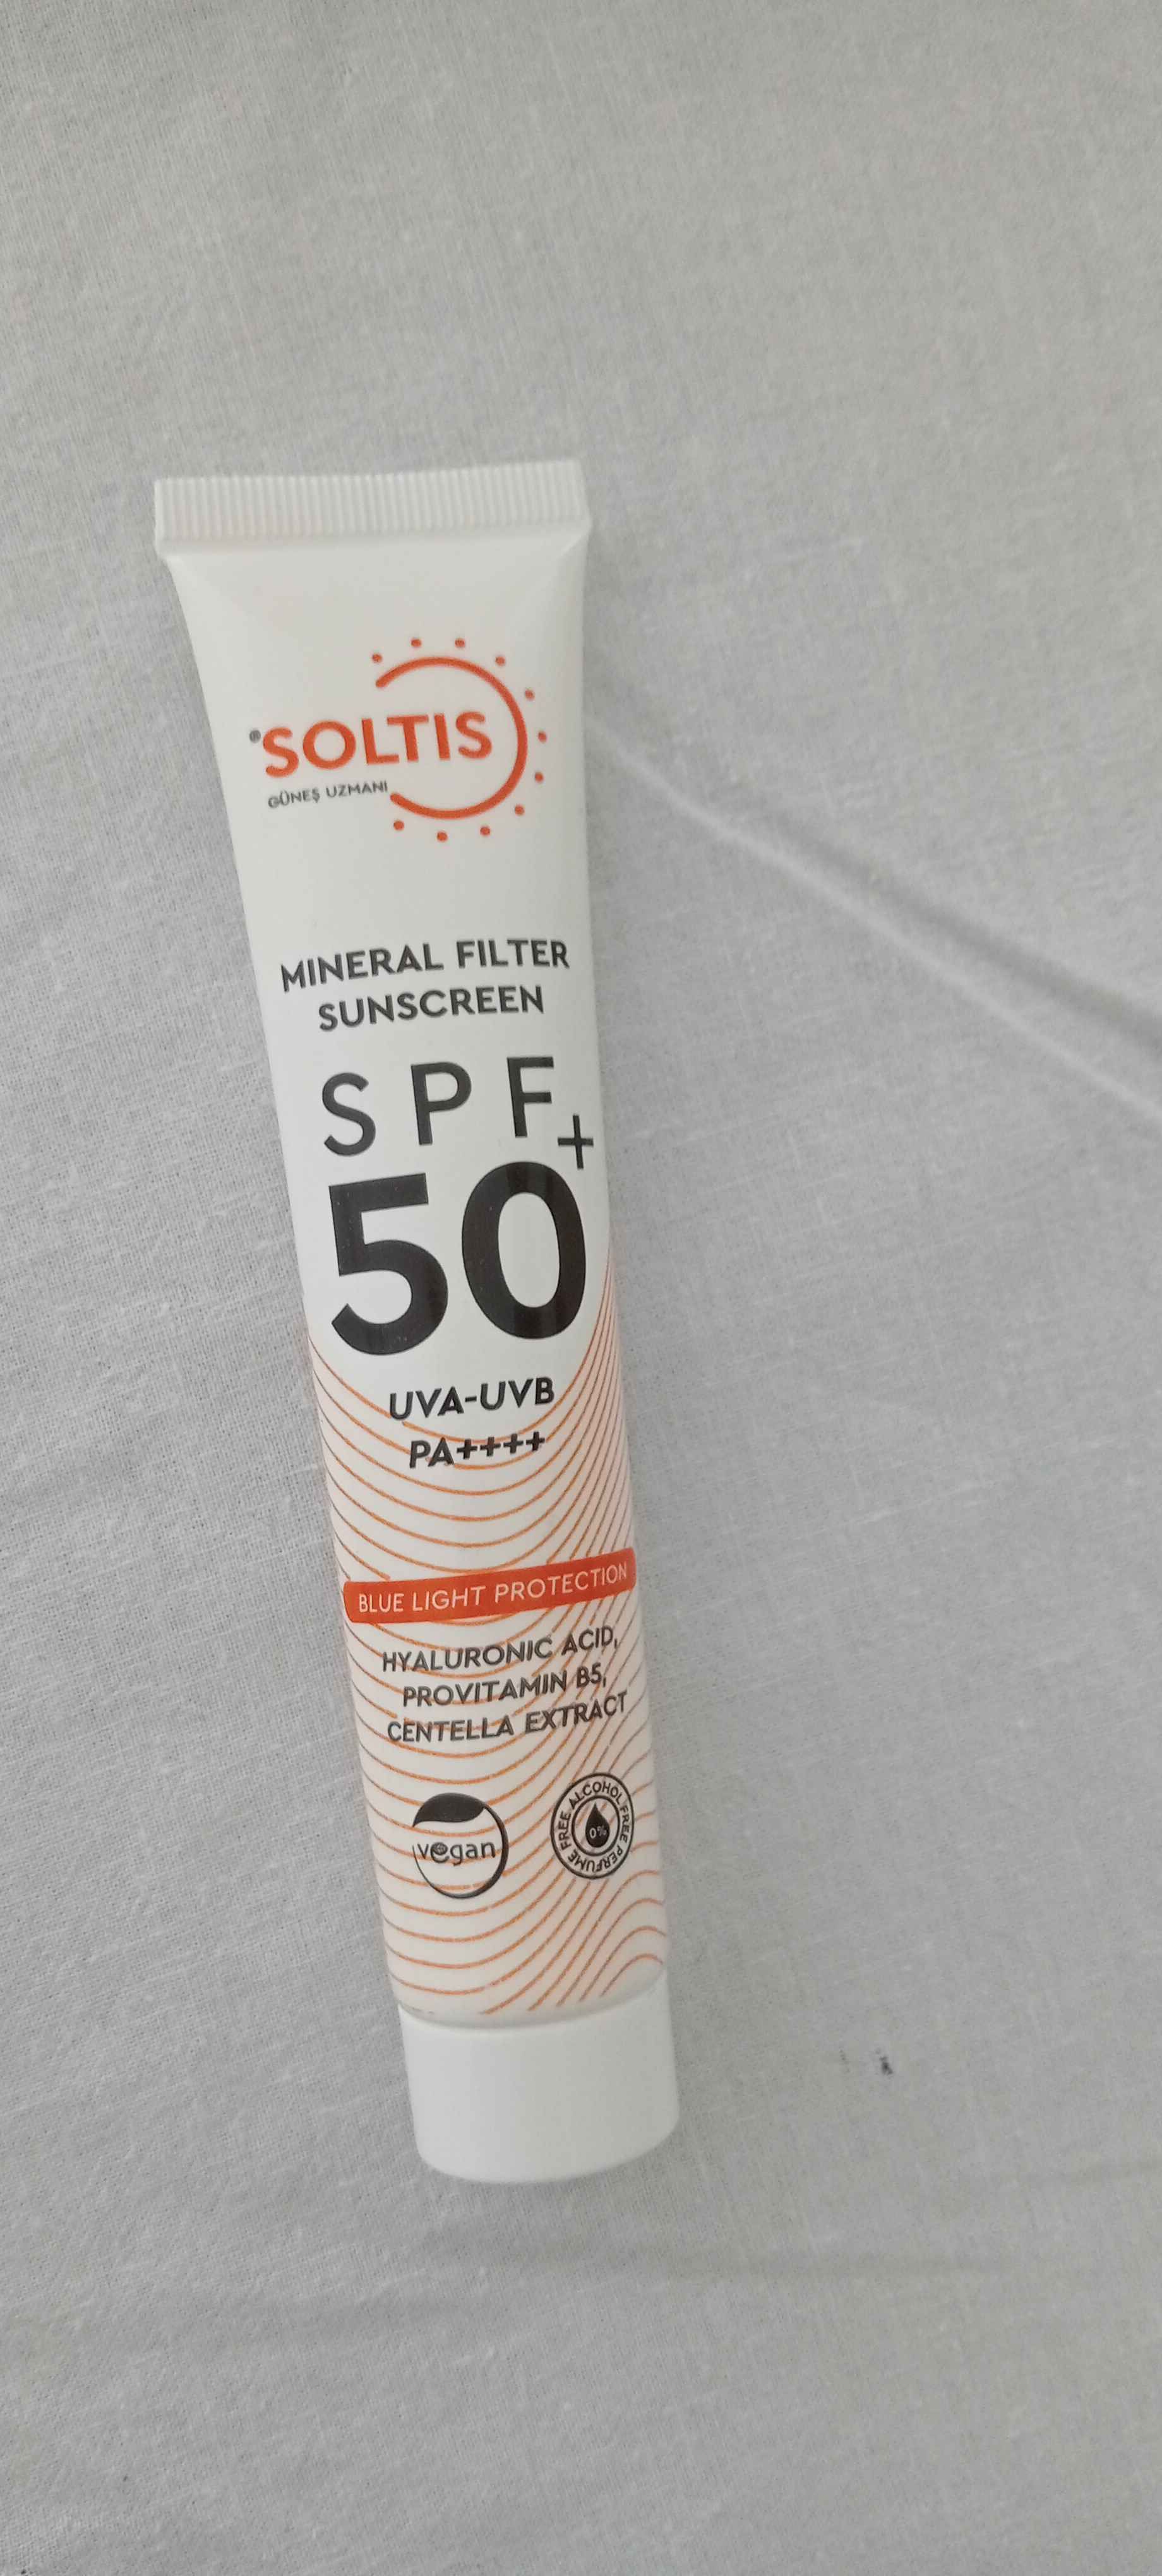 ®SOLTIS
GÜNEŞ UZMANI
MINERAL FILTER
SUNSCREEN
SPF
50+
UVA-UVB
PA++++
BLUE LIGHT PROTECTION
HYALURONIC ACID,
PROVITAMIN B5,
CENTELLA EXTRACT
vegan
ALCOHOL FREE PERFUME FREE
0%